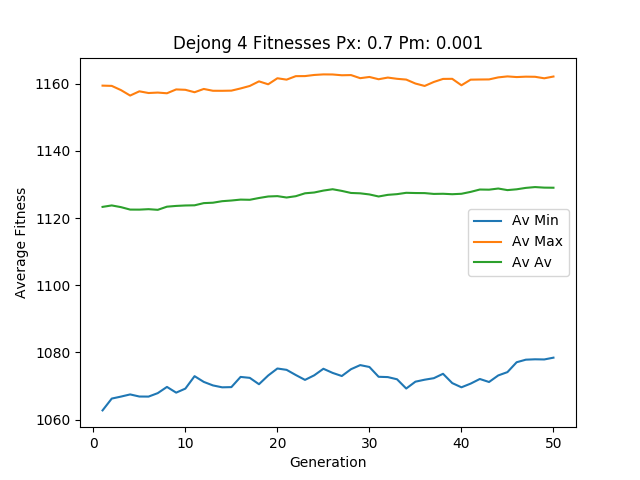 Dejong 4 Fitnesses Px: 0.7 Pm: 0.001
1160
1140
1120
1100
1080
1060
Average Fitness
Av Min
Av Max
Av Av
0 10 20 30 40 50
Generation